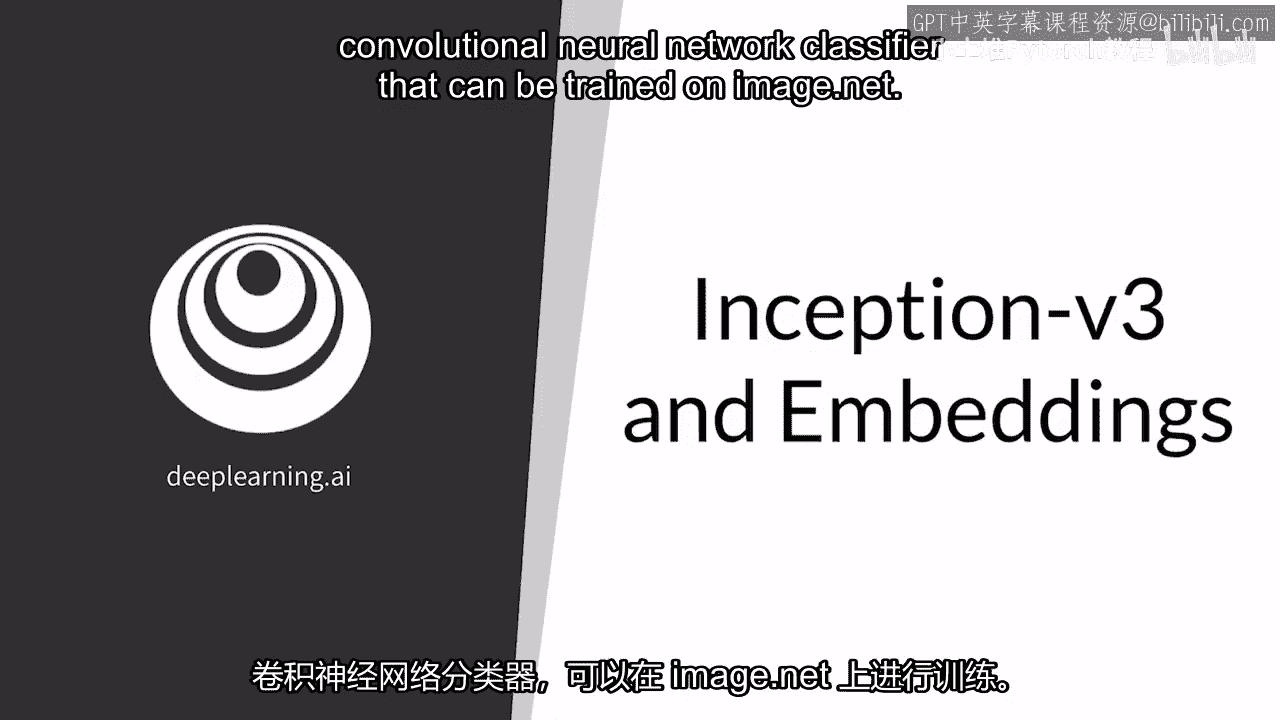 GPT中英字幕课程资源@bilibili.com
convolutional neural network classifier
that can be trained on image.net.
Inception-v3
and Embeddings
deeplearning.ai
卷积神经网络分类器，可以在 image.net 上进行训练。